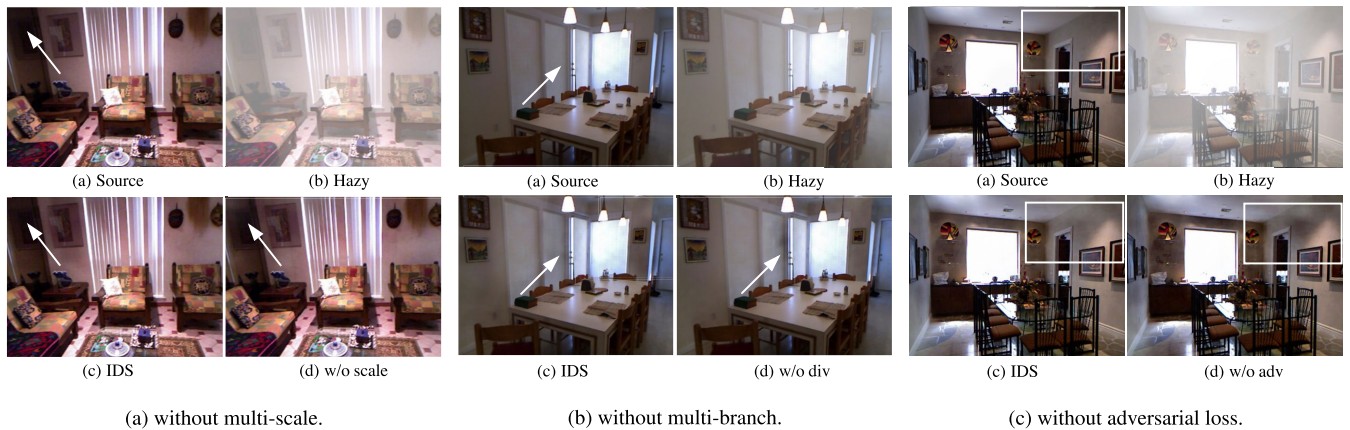 (a) Source
(b) Hazy
(a) Source
(b) Hazy
(a) Source
(b) Hazy
(c) IDS
(d) w/o scale
(c) IDS
(d) w/o div
(c) IDS
(d) w/o adv
(a) without multi-scale.
(b) without multi-branch.
(c) without adversarial loss.